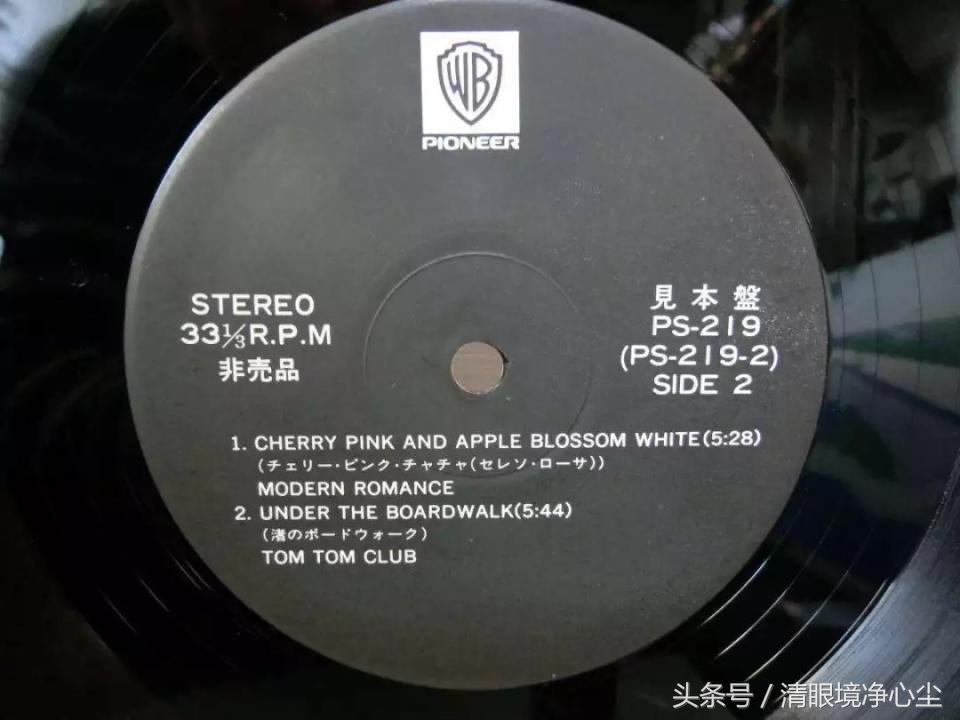 WB
PIONEER
STEREO
33⅓R.P.M
非売品
見本盤
PS-219
(PS-219-2)
SIDE 2
1. CHERRY PINK AND APPLE BLOSSOM WHITE(5:28)
(チェリー・ピンク・チャチャ(セレソ・ローサ))
MODERN ROMANCE
2. UNDER THE BOARDWALK(5:44)
(渚のボードウォーク)
TOM TOM CLUB
头条号 / 清眼境净心尘